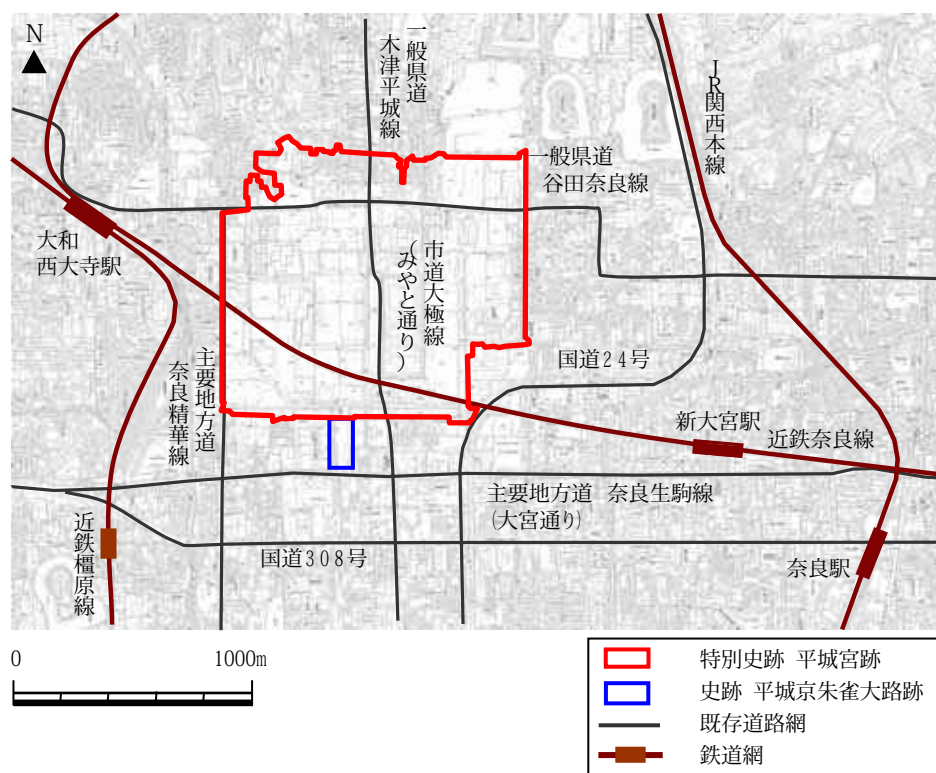 N
一般県道
木津平城線
JR関西本線
一般県道
谷田奈良線
大和
西大寺駅
市道大極線
(みやと通り)
国道24号
主要地方道
奈良精華線
新大宮駅
近鉄奈良線
主要地方道 奈良生駒線
(大宮通り)
近鉄橿原線
国道308号
奈良駅
0 1000m
特別史跡 平城宮跡
史跡 平城京朱雀大路跡
既存道路網
鉄道網